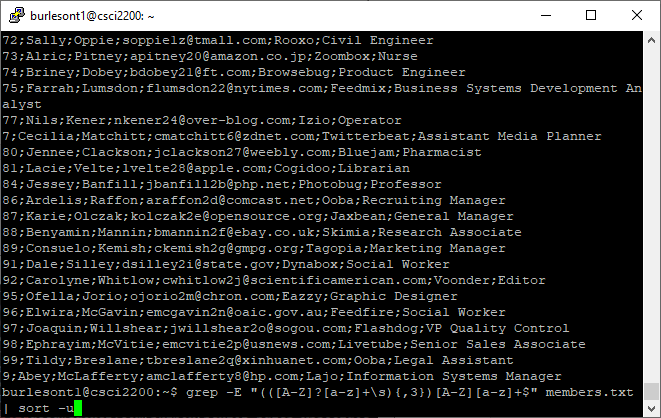 burlesont1@csci2200: ~
72;Sally;Oppie;soppielz@tmall.com;Rooxo;Civil Engineer
73;Alric;Pitney;apitney20@amazon.co.jp;Zoombox;Nurse
74;Briney;Dobey;bdobey21@ft.com;Browsebug;Product Engineer
75;Farrah;Lumsdon;flumsdon22@nytimes.com;Feedmix;Business Systems Development An
alyst
77;Nils;Kener;nkener24@over-blog.com;Izio;Operator
7;Cecilia;Matchitt;cmatchitt6@zdnet.com;Twitterbeat;Assistant Media Planner
80;Jennee;Clackson;jclackson27@weebly.com;Bluejam;Pharmacist
81;Lacie;Velte;lvelte28@apple.com;Cogidoo;Librarian
84;Jessey;Banfill;jbanfill2b@php.net;Photobug;Professor
86;Ardelis;Raffon;araffon2d@comcast.net;Ooba;Recruiting Manager
87;Karie;Olczak;kolczak2e@opensource.org;Jaxbean;General Manager
88;Benyamin;Mannin;bmannin2f@ebay.co.uk;Skimia;Research Associate
89;Consuelo;Kemish;ckemish2g@gmpg.org;Tagopia;Marketing Manager
91;Dale;Silley;dsilley2i@state.gov;Dynabox;Social Worker
92;Carolyne;Whitlow;cwhitlow2j@scientificamerican.com;Voonder;Editor
95;Ofella;Jorio;ojorio2m@chron.com;Eazzy;Graphic Designer
96;Elwira;McGavin;emcgavin2n@oaic.gov.au;Feedfire;Social Worker
97;Joaquin;Willshear;jwillshear2o@sogou.com;Flashdog;VP Quality Control
98;Ephrayim;McVitie;emcvitie2p@usnews.com;Livetube;Senior Sales Associate
99;Tildy;Breslane;tbreslane2q@xinhuanet.com;Ooba;Legal Assistant
9;Abey;McLafferty;amclafferty8@hp.com;Lajo;Information Systems Manager
burlesont1@csci2200:~$ grep -E "(([A-Z]?[a-z]+\s){,3})[A-Z][a-z]+$" members.txt
| sort -u